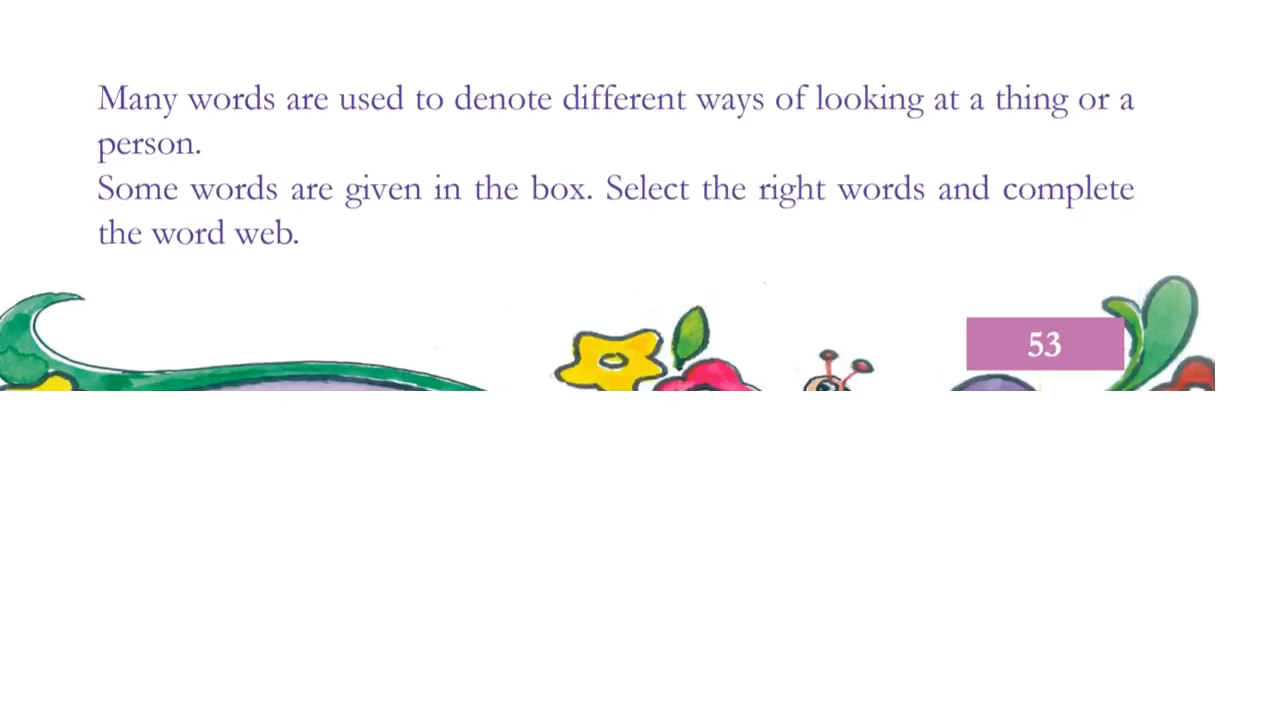 Many words are used to denote different ways of looking at a thing or a
person.
Some words are given in the box. Select the right words and complete
the word web.
53